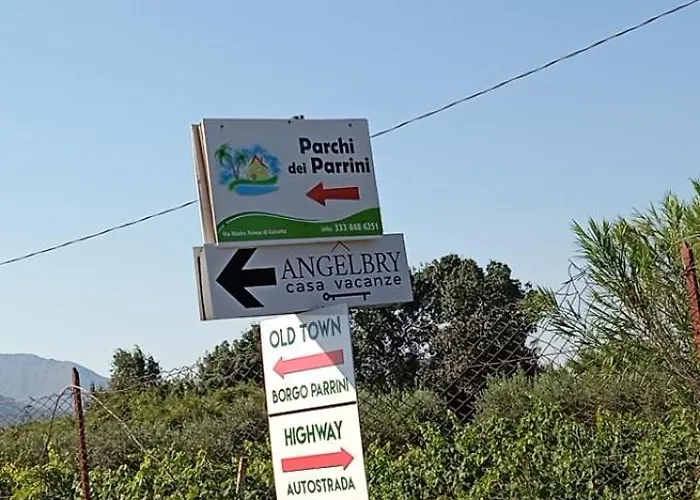 Parchi
dei Parrini
Via Madre Teresa di Calcutta
info: 333 848 6251
ANGELBRY
casa vacanze
OLD TOWN
BORGO PARRINI
HIGHWAY
AUTOSTRADA